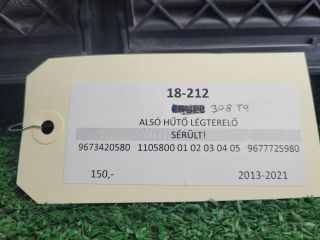 18-212
308 T9
ALSÓ HŰTŐ LÉGTERELŐ
SÉRÜLT!
9673420580 1105800 01 02 03 04 05 9677725980
150,- 2013-2021